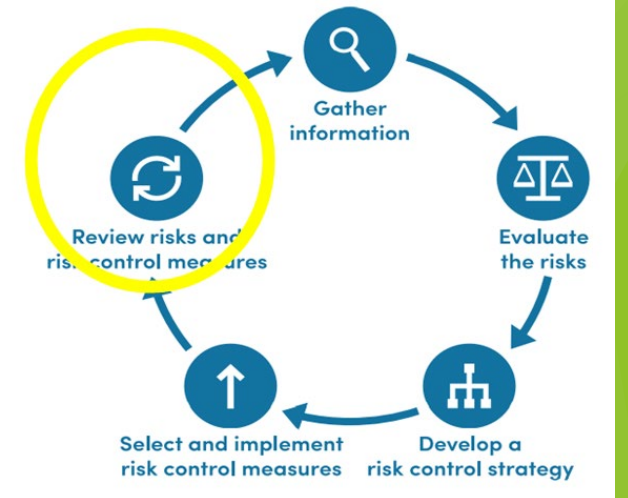 Gather
information
Evaluate
the risks
Develop a
risk control strategy
Select and implement
risk control measures
Review risks and
risk control measures